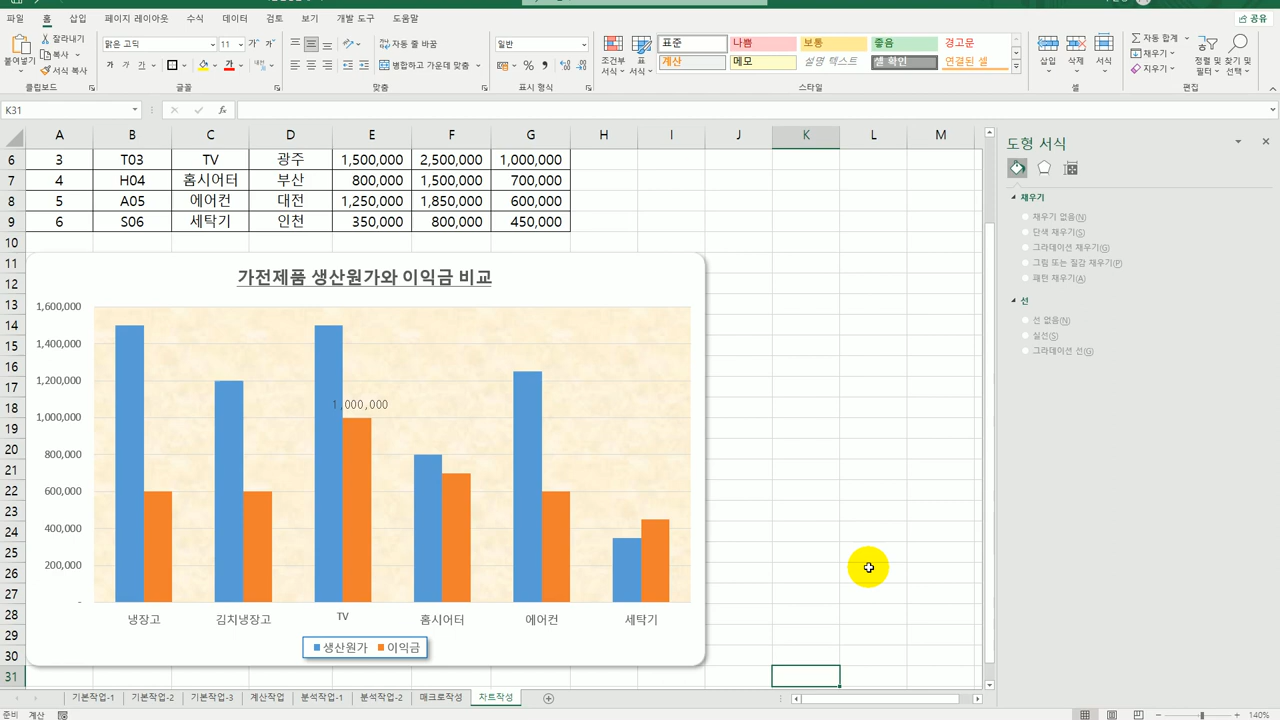 파일 홈 삽입 페이지 레이아웃 수식 데이터 검토 보기 개발 도구 도움말 공유
붙여넣기 잘라내기 맑은 고딕 11 가 가 자동 줄 바꿈 일반 조건부 서식 표 서식 표준 나쁨 보통 좋음 경고문 삽입 삭제 서식 자동 합계 정렬 및 필터 찾기 및 선택
복사 가 가 가 가 병합하고 가운데 맞춤 % 계산 메모 설명 텍스트 셀 확인 연결된 셀 채우기
서식 복사 지우기
클립보드 글꼴 맞춤 표시 형식 스타일 셀 편집
K31 fx
A B C D E F G H I J K L M
6 3 T03 TV 광주 1,500,000 2,500,000 1,000,000
7 4 H04 홈시어터 부산 800,000 1,500,000 700,000
8 5 A05 에어컨 대전 1,250,000 1,850,000 600,000
9 6 S06 세탁기 인천 350,000 800,000 450,000
10
11
12
13
14
15
16
17
18
19
20
21
22
23
24
25
26
27
28
29
30
31
가전제품 생산원가와 이익금 비교
1,600,000
1,400,000
1,200,000
1,000,000
800,000
600,000
400,000
200,000
-
1,000,000
냉장고 김치냉장고 TV 홈시어터 에어컨 세탁기
생산원가 이익금
도형 서식
채우기
채우기 없음(N)
단색 채우기(S)
그라데이션 채우기(G)
그림 또는 질감 채우기(P)
패턴 채우기(A)
선
선 없음(N)
실선(S)
그라데이션 선(G)
기본작업-1 기본작업-2 기본작업-3 계산작업 분석작업-1 분석작업-2 매크로작성 차트작성
준비 계산 140%